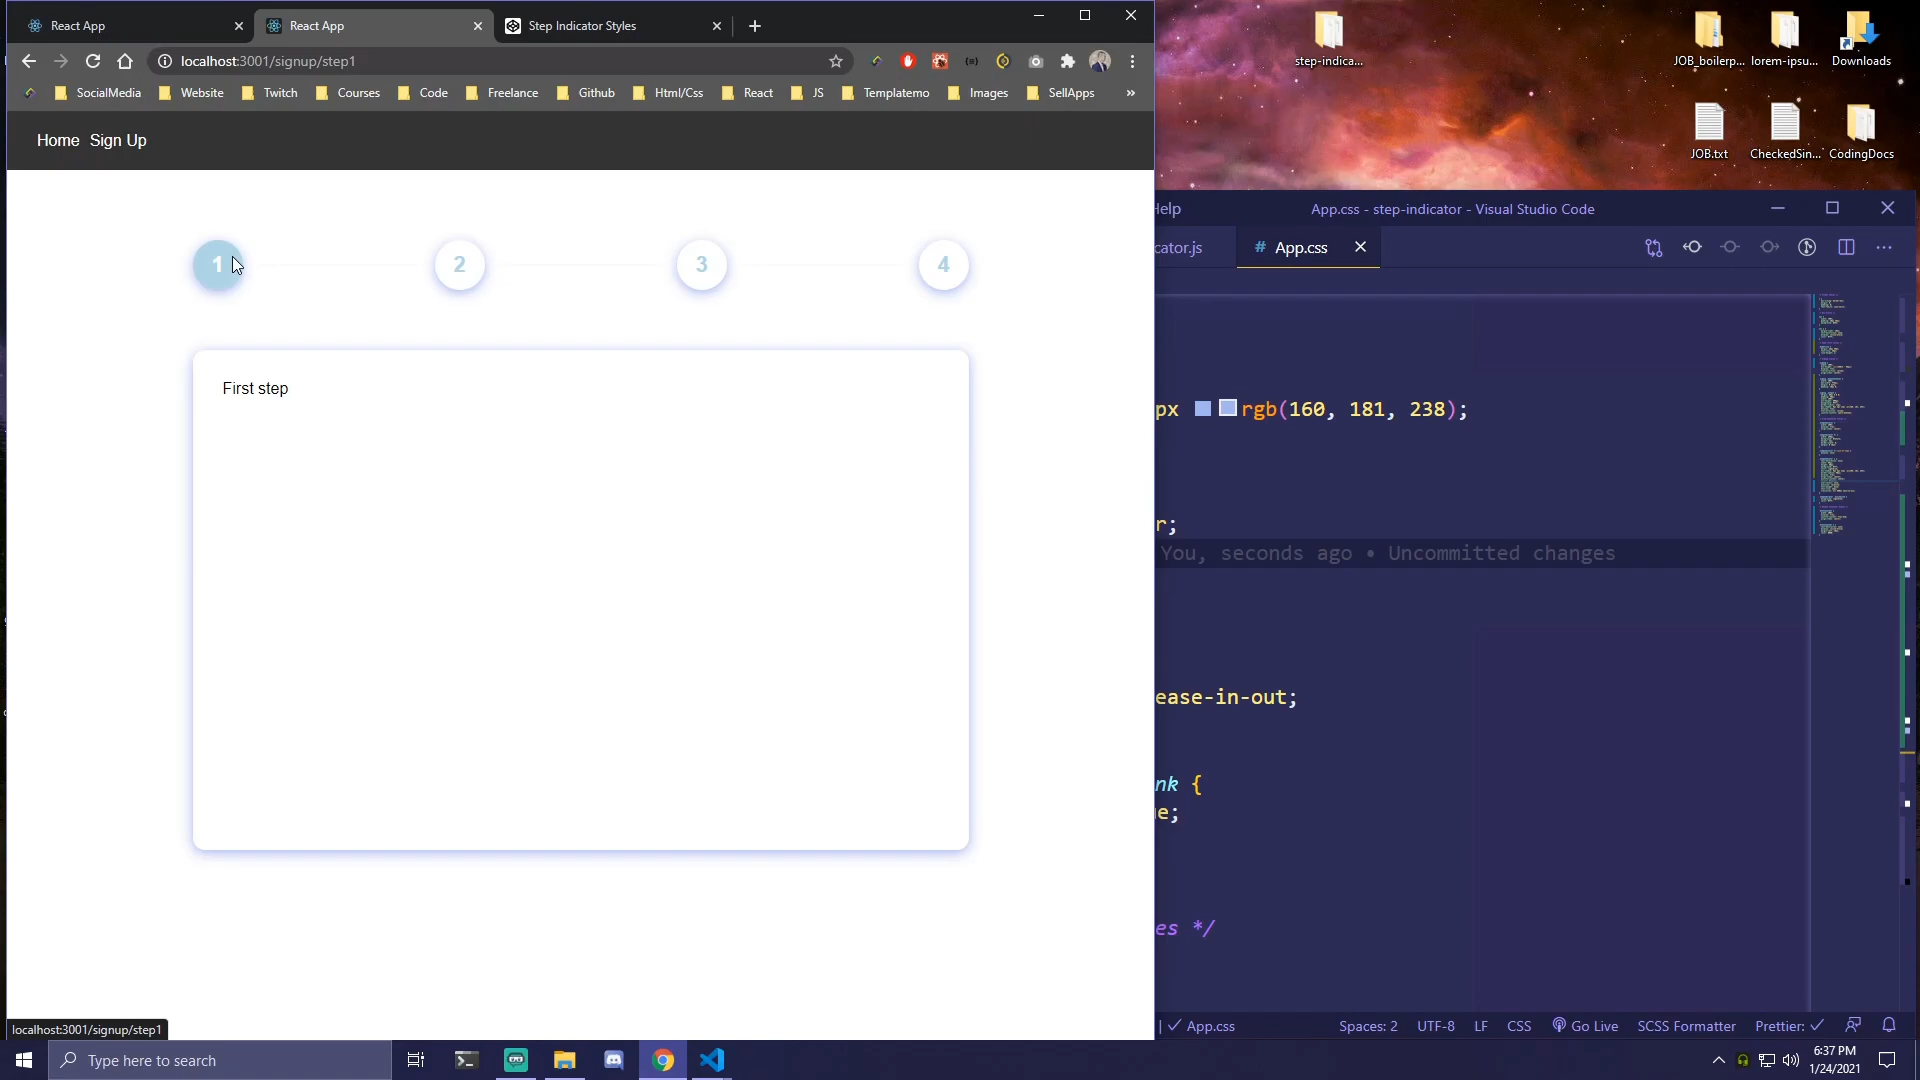 React App
React App
Step Indicator Styles
localhost:3001/signup/step1
SocialMedia
Website
Twitch
Courses
Code
Freelance
Github
Html/Css
React
JS
Templatemo
Images
SellApps
»
Home Sign Up
1
2
3
4
First step
localhost:3001/signup/step1
step-indica...
JOB_boilerp...
lorem-ipsu...
Downloads
JOB.txt
CheckedSin...
CodingDocs
Help
App.css - step-indicator - Visual Studio Code
cator.js
# App.css
px rgb(160, 181, 238);
r;
You, seconds ago • Uncommitted changes
ease-in-out;
nk {
e;
es */
App.css
Spaces: 2
UTF-8
LF
CSS
Go Live
SCSS Formatter
Prettier: ✓
Type here to search
6:37 PM
1/24/2021